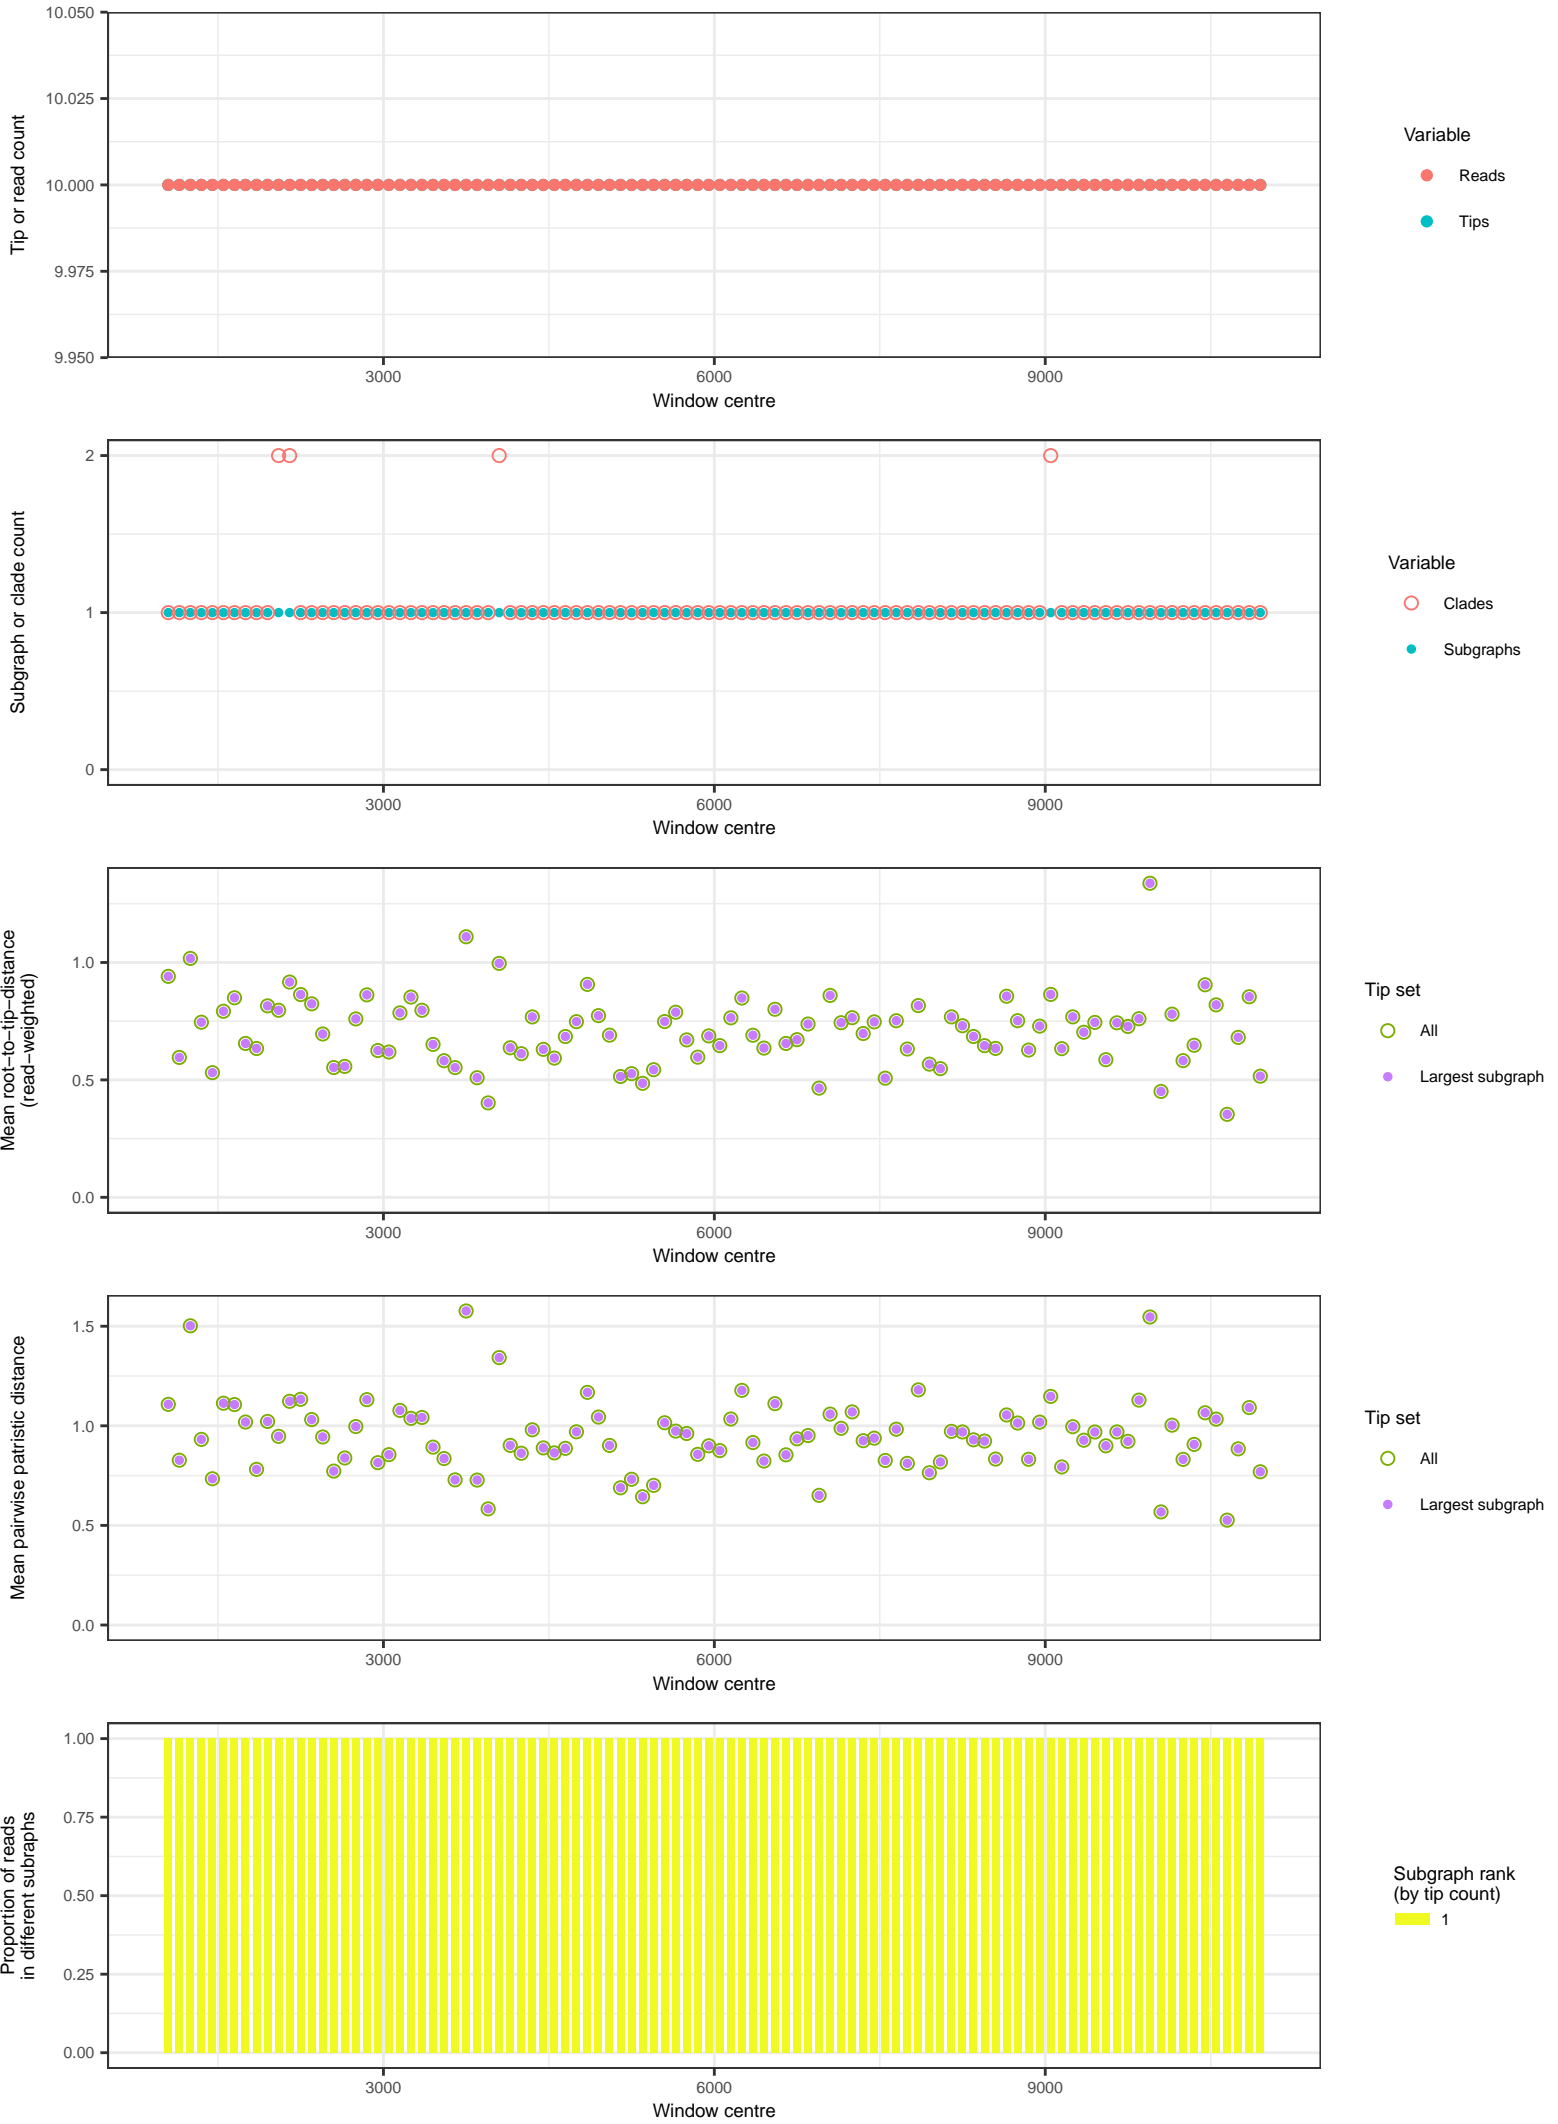 10.050
10.025
10.000
9.975
9.950
Tip or read count
3000 6000 9000
Window centre
Variable
Reads
Tips
2
1
0
Subgraph or clade count
3000 6000 9000
Window centre
Variable
Clades
Subgraphs
1.0
0.5
0.0
Mean root−to−tip−distance
(read−weighted)
3000 6000 9000
Window centre
Tip set
All
Largest subgraph
1.5
1.0
0.5
0.0
Mean pairwise patristic distance
3000 6000 9000
Window centre
Tip set
All
Largest subgraph
1.00
0.75
0.50
0.25
0.00
Proportion of reads
in different subraphs
3000 6000 9000
Window centre
Subgraph rank
(by tip count)
1